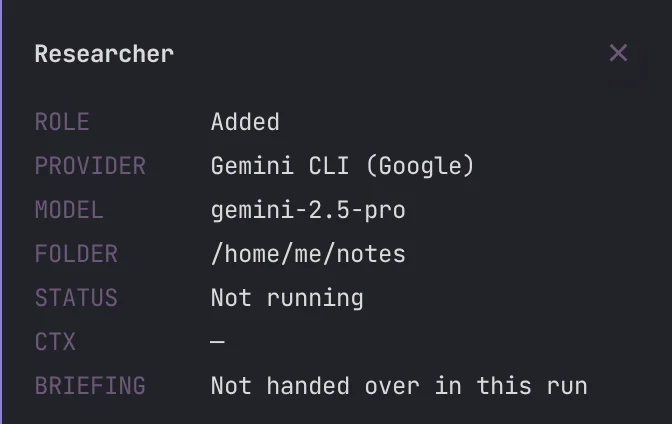 Researcher
ROLE Added
PROVIDER Gemini CLI (Google)
MODEL gemini-2.5-pro
FOLDER /home/me/notes
STATUS Not running
CTX —
BRIEFING Not handed over in this run